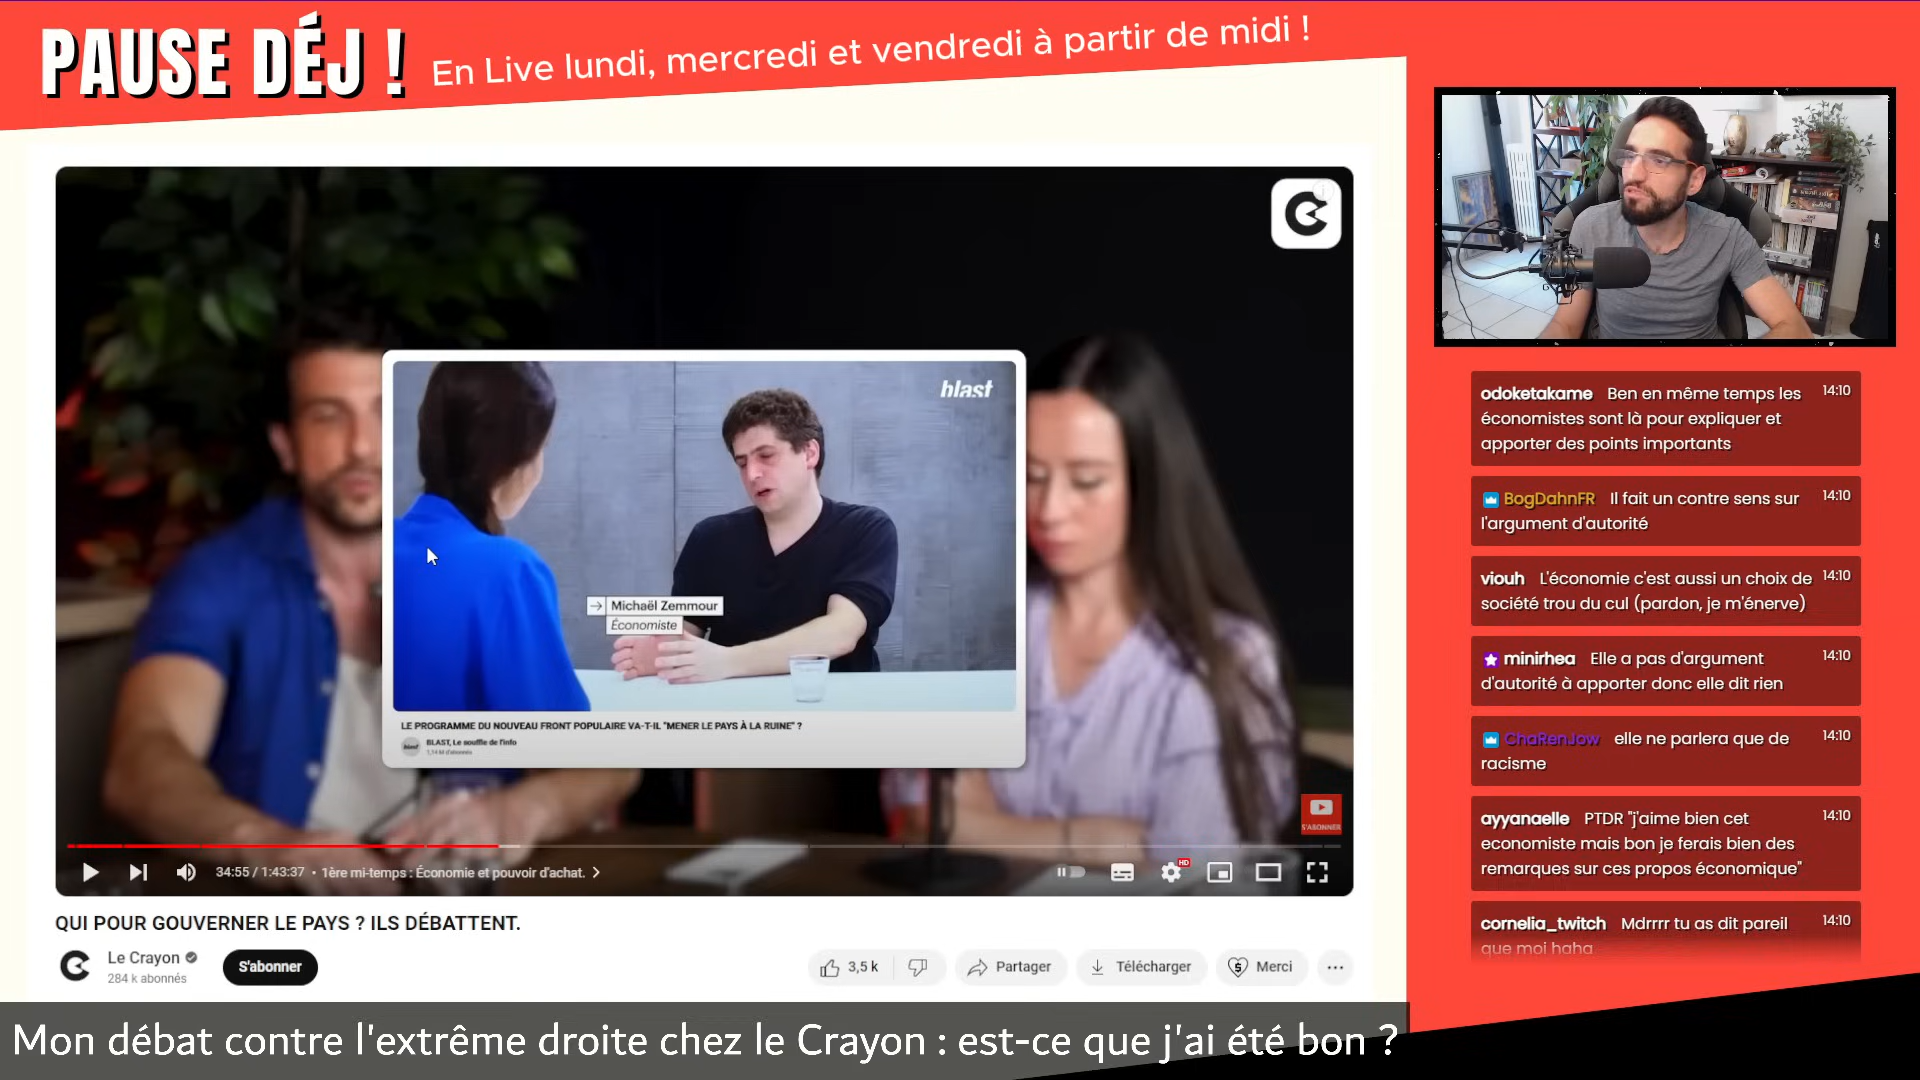 PAUSE DÉJ !
En Live lundi, mercredi et vendredi à partir de midi !
blast
→ Michaël Zemmour
Économiste
LE PROGRAMME DU NOUVEAU FRONT POPULAIRE VA-T-IL "MENER LE PAYS À LA RUINE" ?
BLAST, Le souffle de l'info
S'ABONNER
34:55 / 1:43:37 • 1ère mi-temps : Économie et pouvoir d'achat.
HD
QUI POUR GOUVERNER LE PAYS ? ILS DÉBATTENT.
Le Crayon
284 k abonnés
S'abonner
3,5 k
Partager
Télécharger
Merci
odoketakame Ben en même temps les 14:10
économistes sont là pour expliquer et
apporter des points importants
BogDahnFR Il fait un contre sens sur 14:10
l'argument d'autorité
viouh L'économie c'est aussi un choix de 14:10
société trou du cul (pardon, je m'énerve)
minirhea Elle a pas d'argument 14:10
d'autorité à apporter donc elle dit rien
ChaRenJow elle ne parlera que de 14:10
racisme
ayyanaelle PTDR "j'aime bien cet 14:10
economiste mais bon je ferais bien des
remarques sur ces propos économique"
cornelia_twitch Mdrrrr tu as dit pareil 14:10
que moi haha
Mon débat contre l'extrême droite chez le Crayon : est-ce que j'ai été bon ?